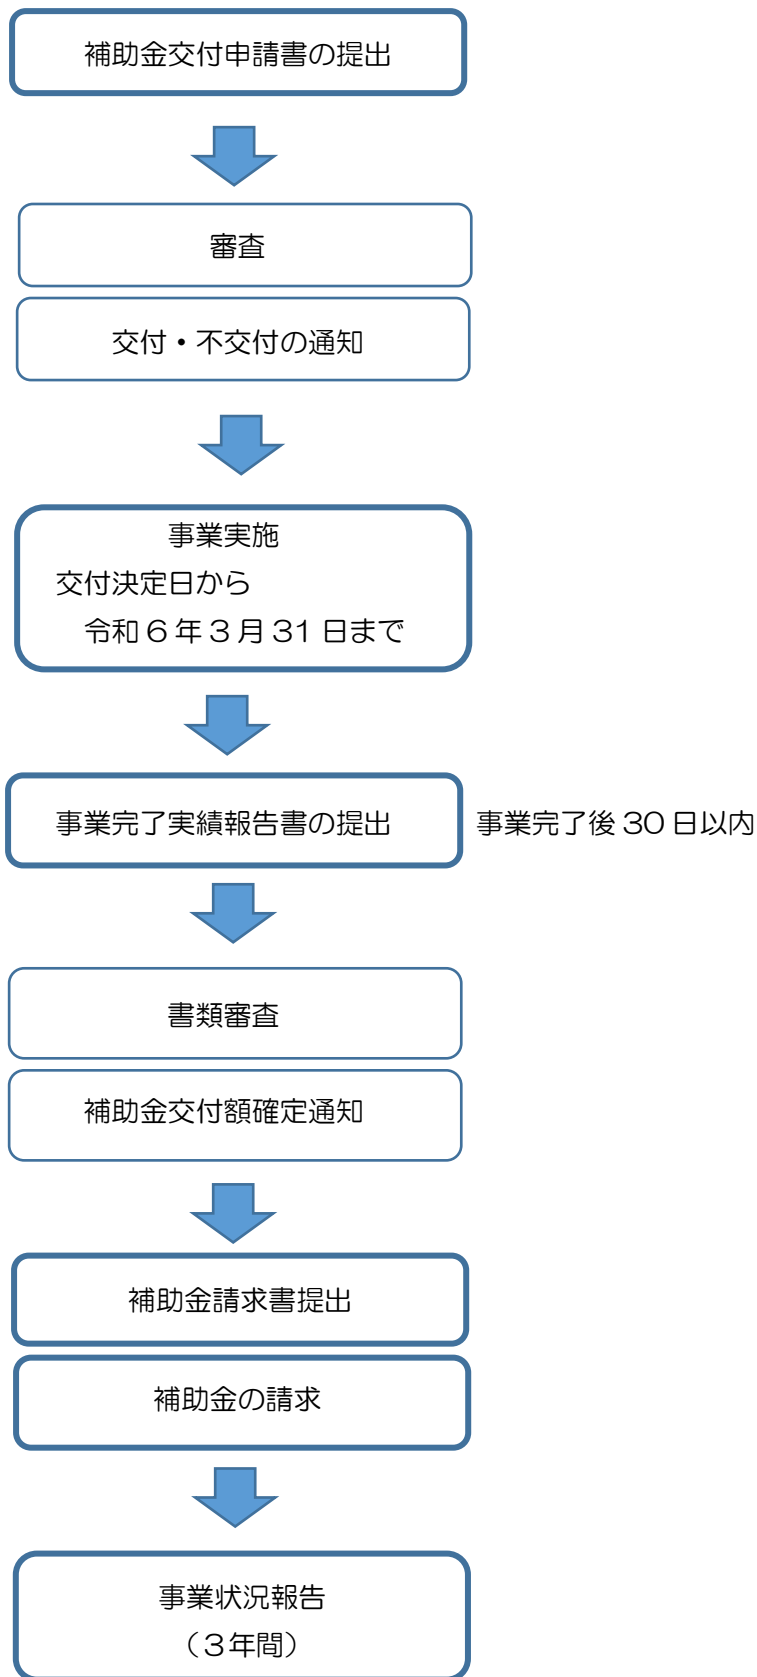 補助金交付申請書の提出
審査
交付・不交付の通知
事業実施
交付決定日から
令和６年３月31日まで
事業完了実績報告書の提出
事業完了後30日以内
書類審査
補助金交付額確定通知
補助金請求書提出
補助金の請求
事業状況報告
（３年間）